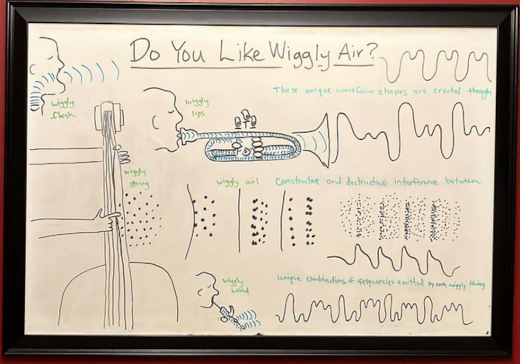 Do You Like Wiggly Air?
wiggly
flesh
wiggly
lips
These unique waveform shapes are created through
wiggly
string
wiggly air!
Constructive and destructive interference between
wiggly
wood
unique combinations of frequencies emitted by each wiggly thing